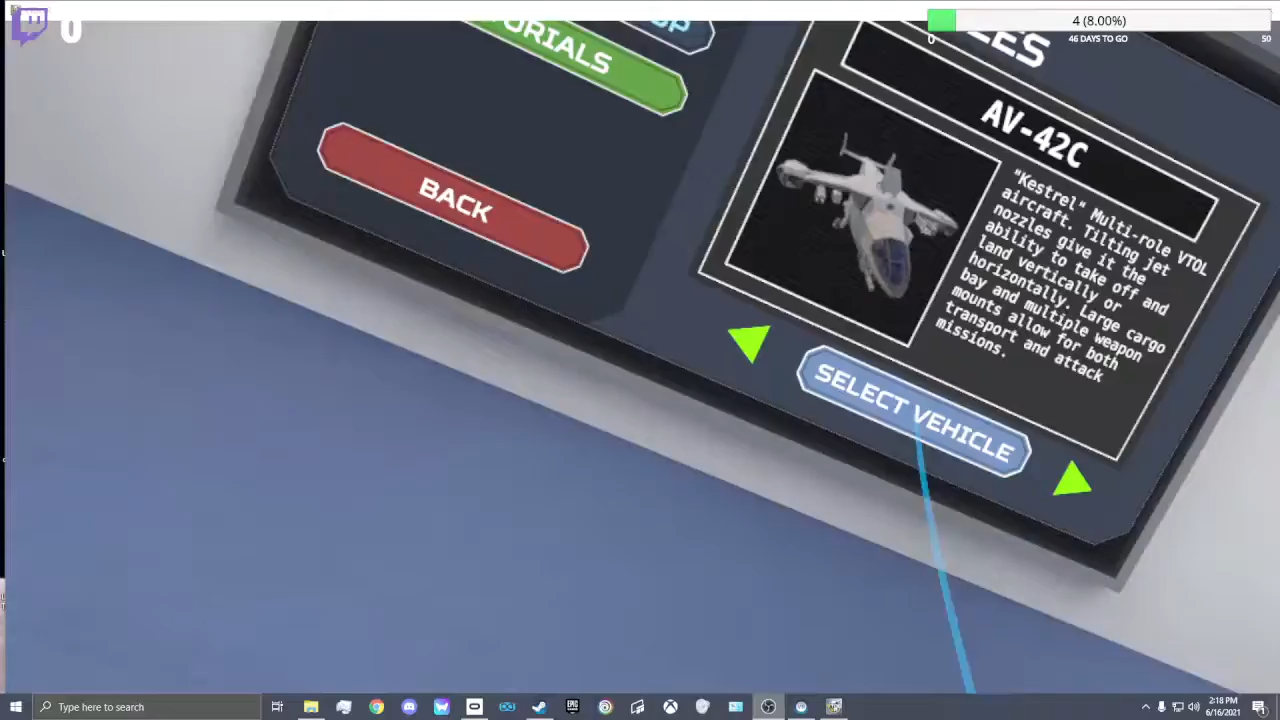 0
4 (8.00%)
0
46 DAYS TO GO
50
BACK
AV-42C
"Kestrel" Multi-role VTOL
aircraft. Tilting jet
nozzles give it the
ability to take off and
land vertically or
horizontally. Large cargo
bay and multiple weapon
mounts allow for both
transport and attack
missions.
SELECT VEHICLE
Type here to search
2:18 PM
6/16/2021